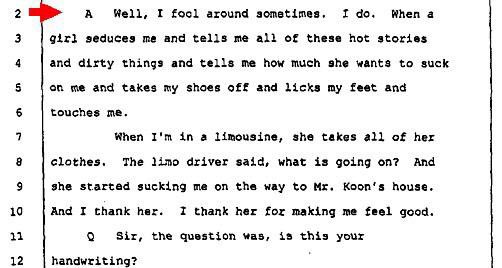 2 A Well, I fool around sometimes. I do. When a
3 girl seduces me and tells me all of these hot stories
4 and dirty things and tells me how much she wants to suck
5 on me and takes my shoes off and licks my feet and
6 touches me.
7 When I'm in a limousine, she takes all of her
8 clothes. The limo driver said, what is going on? And
9 she started sucking me on the way to Mr. Koon's house.
10 And I thank her. I thank her for making me feel good.
11 Q Sir, the question was, is this your
12 handwriting?